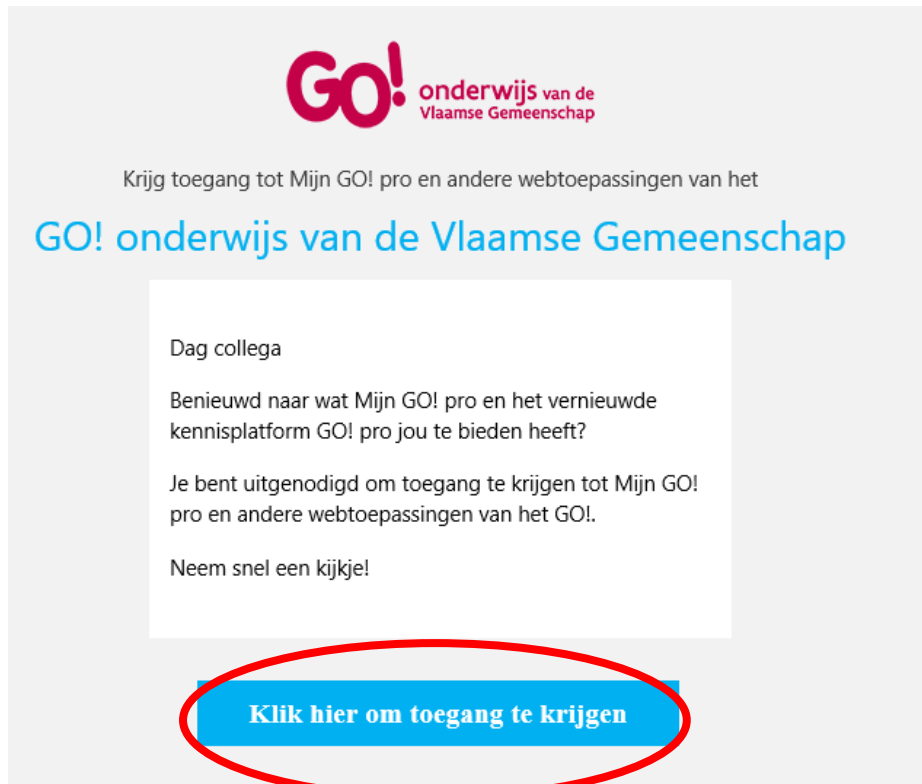 GO! onderwijs van de
Vlaamse Gemeenschap
Krijg toegang tot Mijn GO! pro en andere webtoepassingen van het
GO! onderwijs van de Vlaamse Gemeenschap
Dag collega
Benieuwd naar wat Mijn GO! pro en het vernieuwde
kennisplatform GO! pro jou te bieden heeft?
Je bent uitgenodigd om toegang te krijgen tot Mijn GO!
pro en andere webtoepassingen van het GO!.
Neem snel een kijkje!
Klik hier om toegang te krijgen